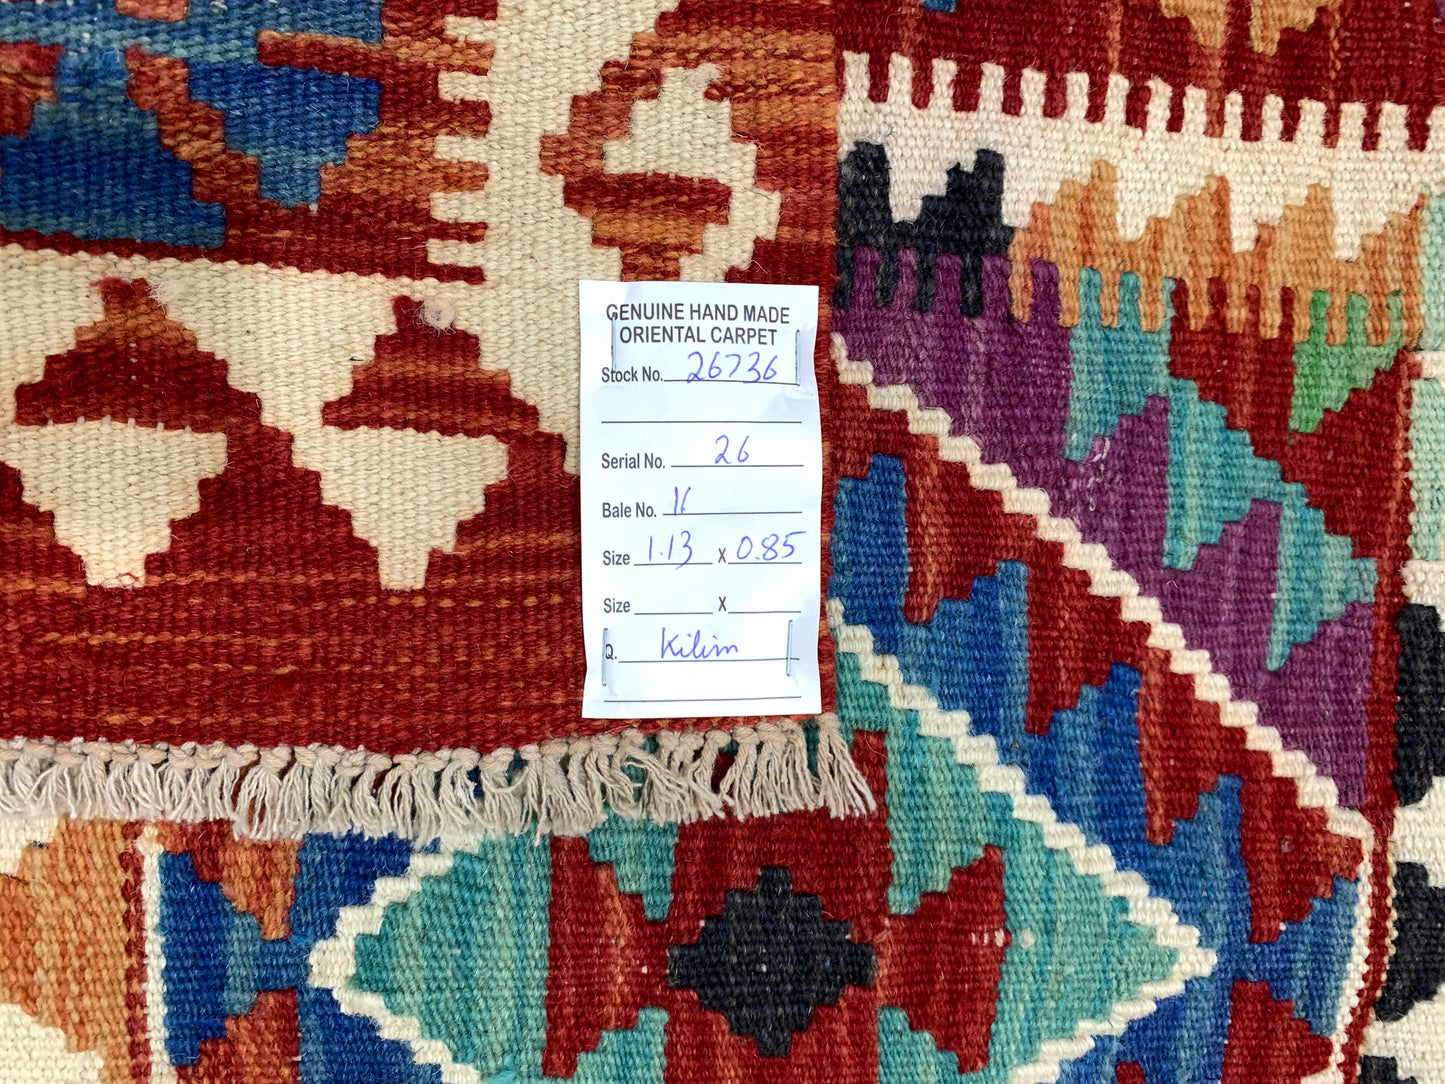 GENUINE HAND MADE
ORIENTAL CARPET
Stock No. 26736
Serial No. 26
Bale No. 11
Size 1.13 X 0.85
Size X
Q. Kilim